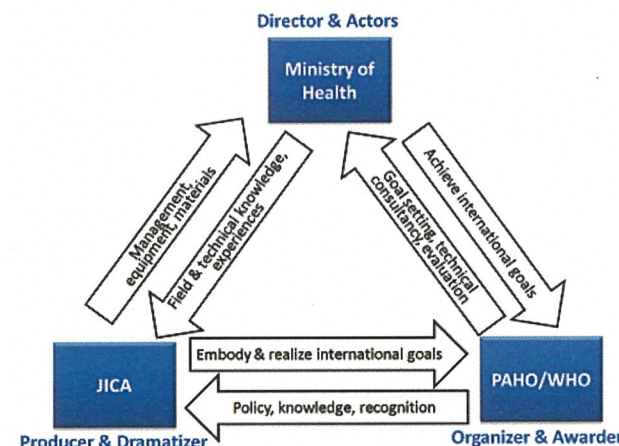 Director & Actors
Ministry of
Health
Management,
equipment, materials
Field & technical knowledge,
experiences
Goal setting, technical
consultancy, evaluation
Achieve international goals
Embody & realize international goals
JICA
PAHO/WHO
Policy, knowledge, recognition
Producer & Dramatizer
Organizer & Awarder